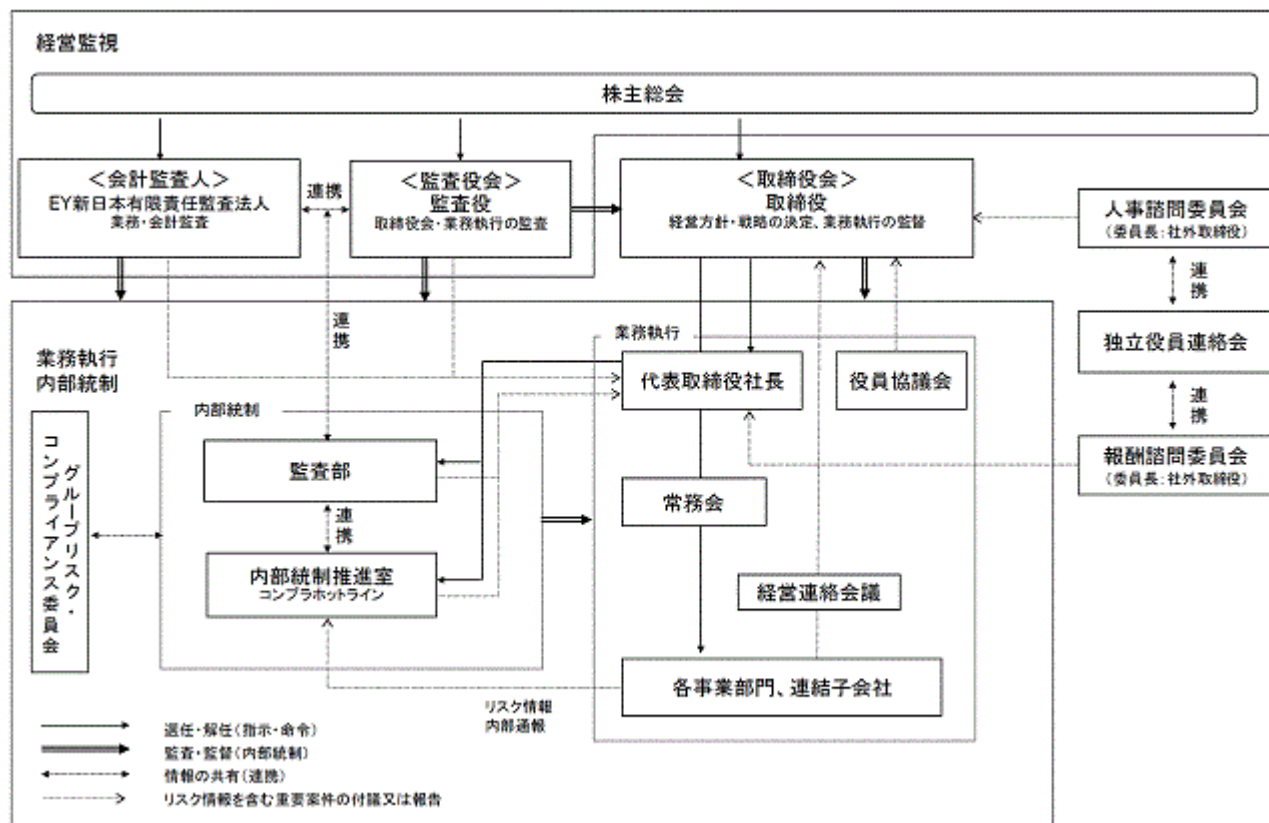 経営監視
株主総会
＜会計監査人＞
EY新日本有限責任監査法人
業務・会計監査
連携
＜監査役会＞
監査役
取締役会・業務執行の監査
＜取締役会＞
取締役
経営方針・戦略の決定、業務執行の監督
人事諮問委員会
（委員長：社外取締役）
連携
独立役員連絡会
連携
報酬諮問委員会
（委員長：社外取締役）
業務執行
内部統制
連携
業務執行
代表取締役社長
役員協議会
内部統制
監査部
連携
内部統制推進室
コンプラホットライン
グループリスク・
コンプライアンス委員会
常務会
経営連絡会議
各事業部門、連結子会社
リスク情報
内部通報
選任・解任（指示・命令）
監査・監督（内部統制）
情報の共有（連携）
リスク情報を含む重要案件の付議又は報告